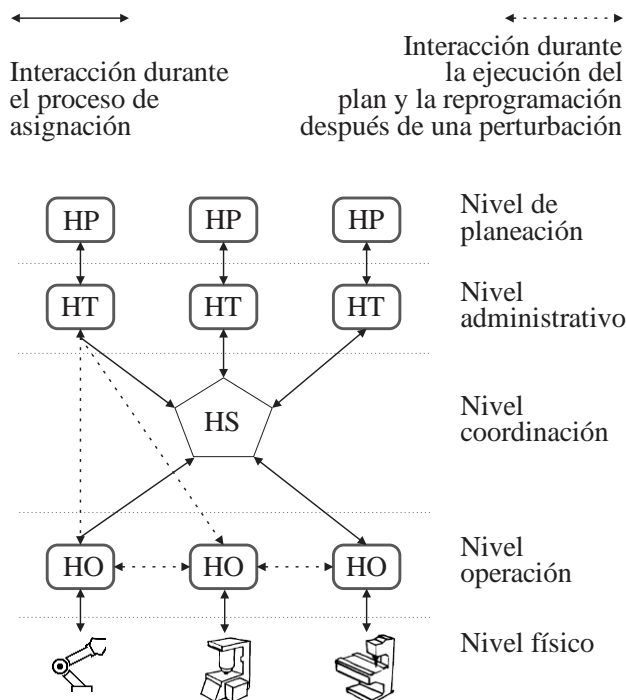 Interacción durante
el proceso de
asignación
Interacción durante
la ejecución del
plan y la reprogramación
después de una perturbación
HP HP HP
Nivel de
planeación
HT HT HT
Nivel
administrativo
HS
Nivel
coordinación
HO HO HO
Nivel
operación
Nivel físico